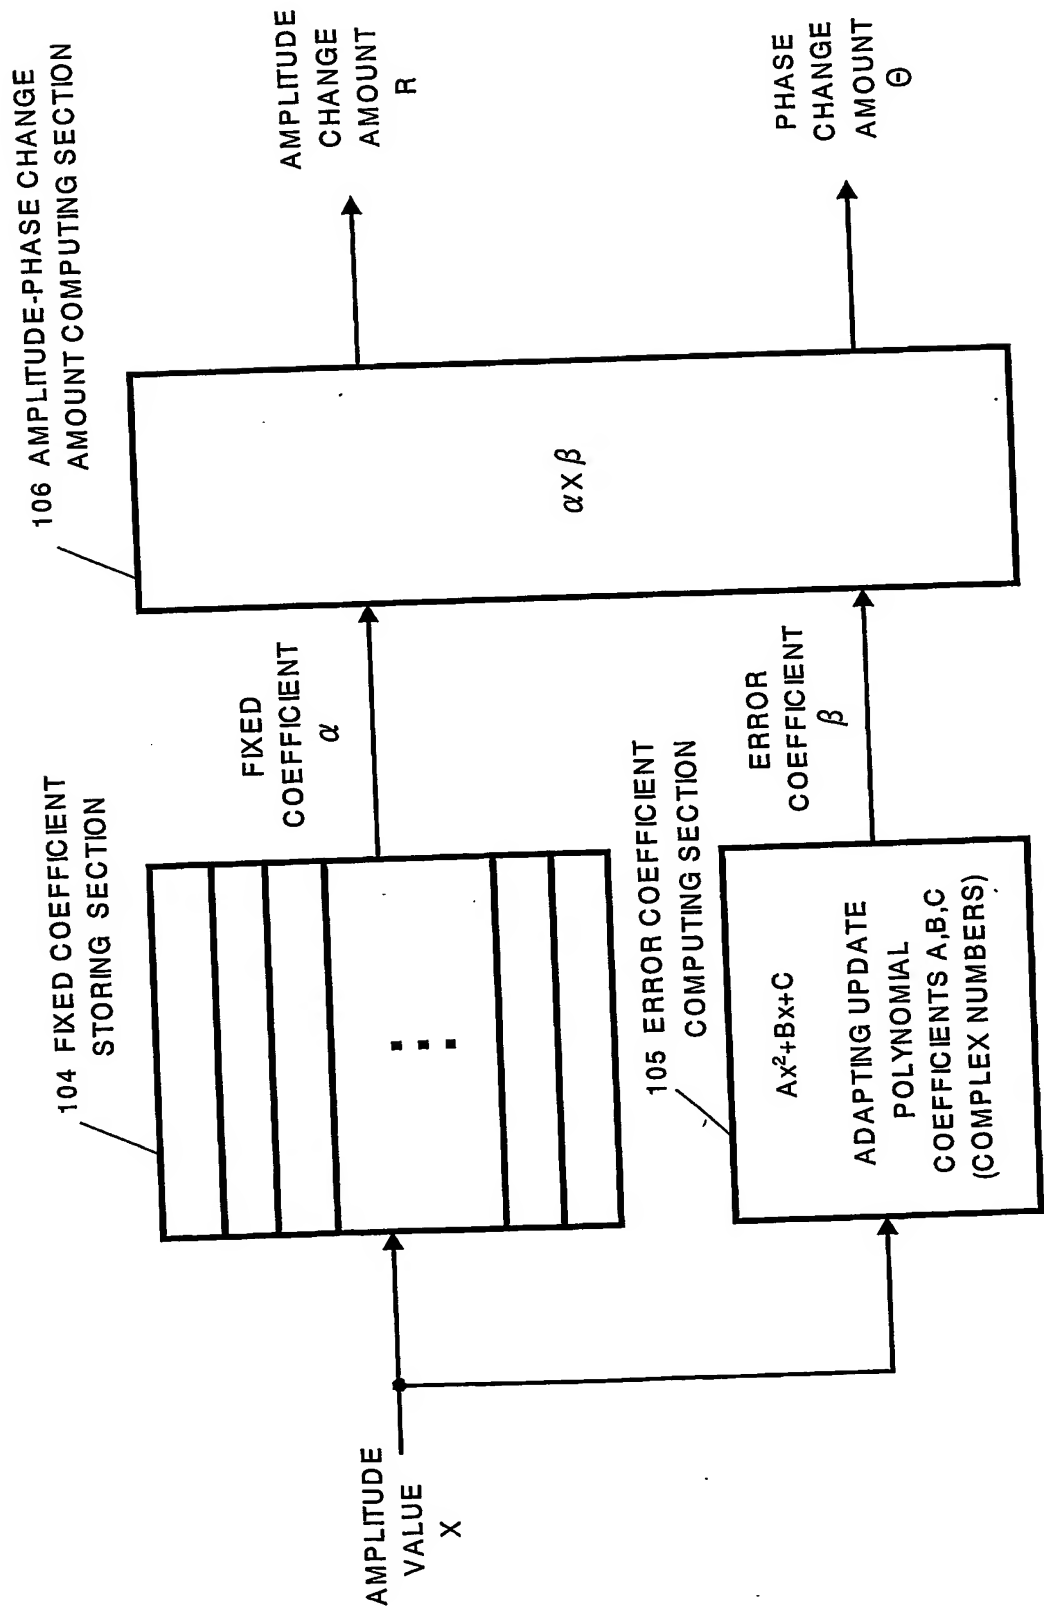 106 AMPLITUDE-PHASE CHANGE
AMOUNT COMPUTING SECTION
AMPLITUDE
CHANGE
AMOUNT
R
PHASE
CHANGE
AMOUNT
Θ
α X β
FIXED
COEFFICIENT
α
ERROR
COEFFICIENT
β
104 FIXED COEFFICIENT
STORING SECTION
105 ERROR COEFFICIENT
COMPUTING SECTION
Ax²+Bx+C
ADAPTING UPDATE
POLYNOMIAL
COEFFICIENTS A,B,C
(COMPLEX NUMBERS)
AMPLITUDE
VALUE
X